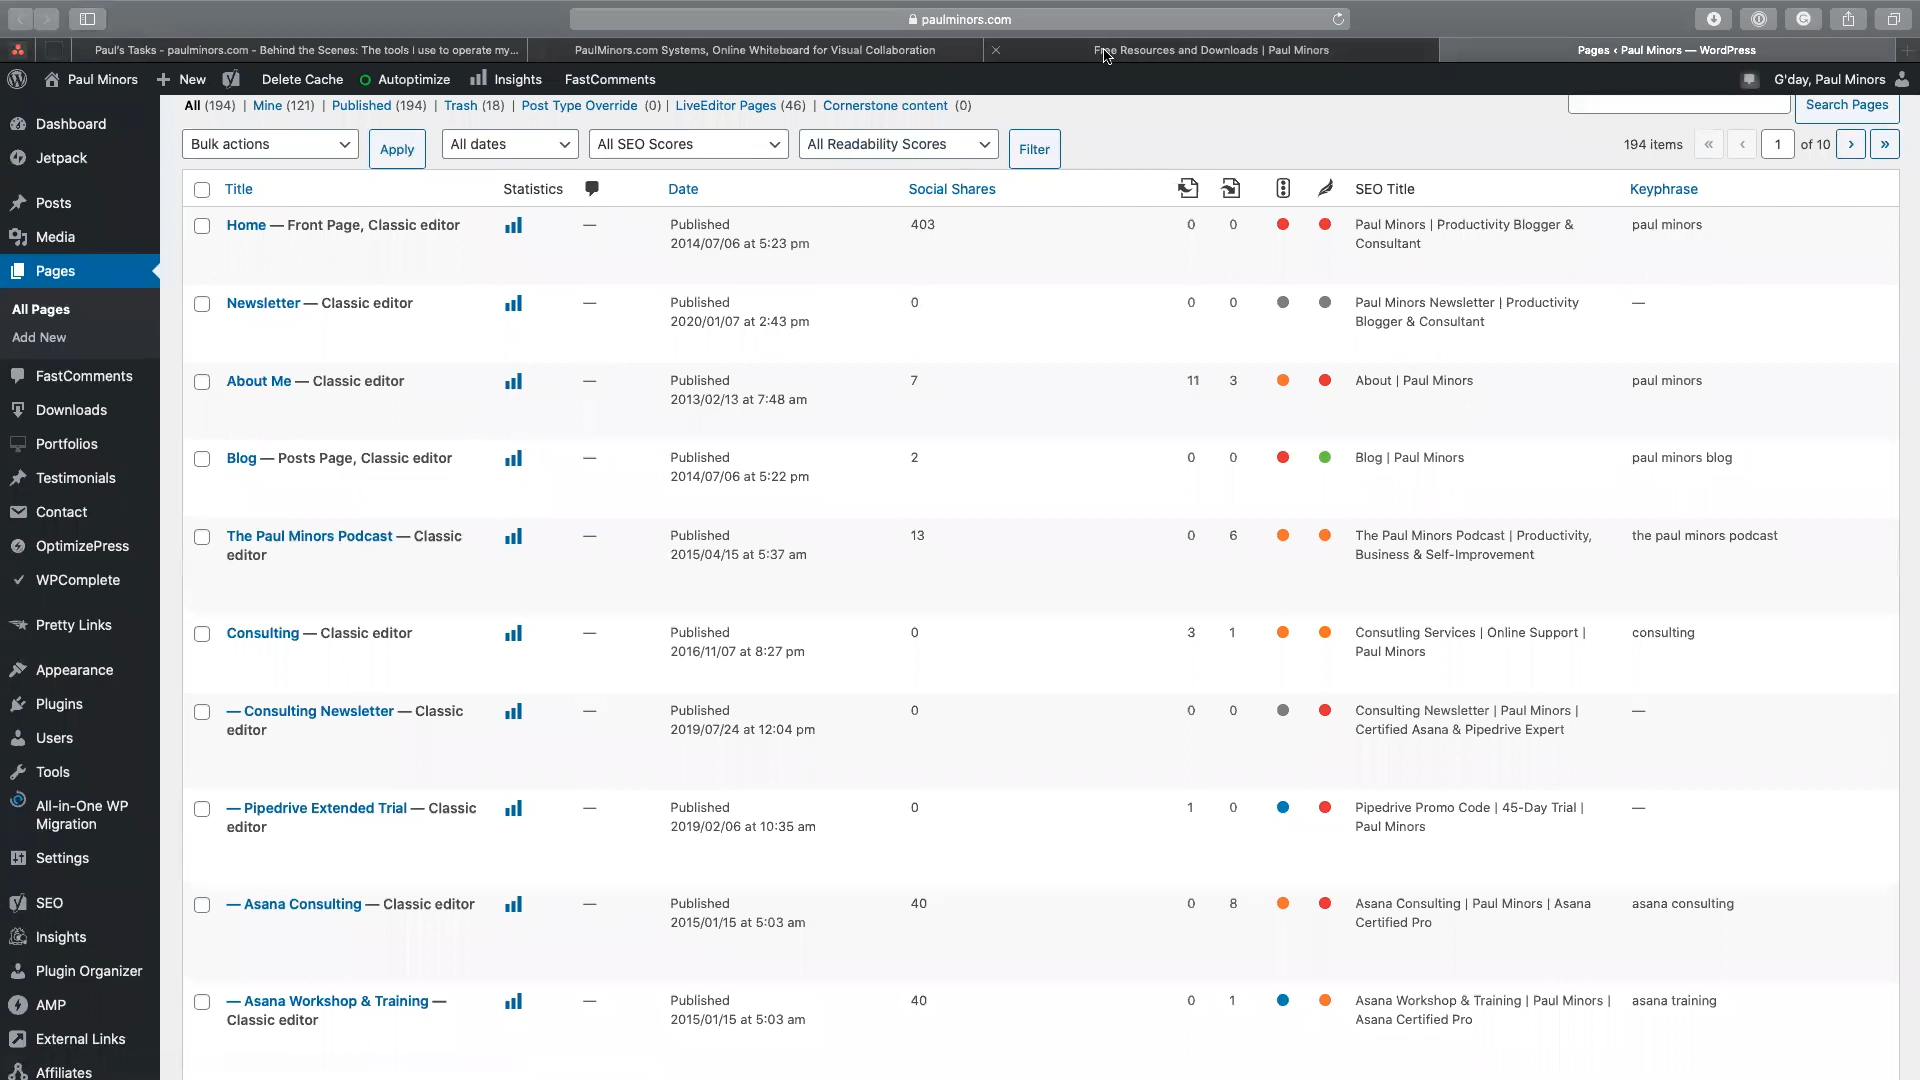 paulminors.com
Paul's Tasks - paulminors.com - Behind the Scenes: The tools I use to operate my...
PaulMinors.com Systems, Online Whiteboard for Visual Collaboration
Free Resources and Downloads | Paul Minors
Pages ‹ Paul Minors — WordPress
Paul Minors
New
Delete Cache
Autoptimize
Insights
FastComments
G'day, Paul Minors
All (194) | Mine (121) | Published (194) | Trash (18) | Post Type Override (0) | LiveEditor Pages (46) | Cornerstone content (0)
Search Pages
Bulk actions
Apply
All dates
All SEO Scores
All Readability Scores
Filter
194 items « ‹ 1 of 10 › »
Dashboard
Jetpack
Posts
Media
Pages
All Pages
Add New
FastComments
Downloads
Portfolios
Testimonials
Contact
OptimizePress
WPComplete
Pretty Links
Appearance
Plugins
Users
Tools
All-in-One WP
Migration
Settings
SEO
Insights
Plugin Organizer
AMP
External Links
Affiliates
Title Statistics Date Social Shares SEO Title Keyphrase
Home — Front Page, Classic editor — Published 403 0 0 Paul Minors | Productivity Blogger & paul minors
2014/07/06 at 5:23 pm Consultant
Newsletter — Classic editor — Published 0 0 0 Paul Minors Newsletter | Productivity —
2020/01/07 at 2:43 pm Blogger & Consultant
About Me — Classic editor — Published 7 11 3 About | Paul Minors paul minors
2013/02/13 at 7:48 am
Blog — Posts Page, Classic editor — Published 2 0 0 Blog | Paul Minors paul minors blog
2014/07/06 at 5:22 pm
The Paul Minors Podcast — Classic — Published 13 0 6 The Paul Minors Podcast | Productivity, the paul minors podcast
editor 2015/04/15 at 5:37 am Business & Self-Improvement
Consulting — Classic editor — Published 0 3 1 Consutling Services | Online Support | consulting
2016/11/07 at 8:27 pm Paul Minors
— Consulting Newsletter — Classic — Published 0 0 0 Consulting Newsletter | Paul Minors | —
editor 2019/07/24 at 12:04 pm Certified Asana & Pipedrive Expert
— Pipedrive Extended Trial — Classic — Published 0 1 0 Pipedrive Promo Code | 45-Day Trial | —
editor 2019/02/06 at 10:35 am Paul Minors
— Asana Consulting — Classic editor — Published 40 0 8 Asana Consulting | Paul Minors | Asana asana consulting
2015/01/15 at 5:03 am Certified Pro
— Asana Workshop & Training — — Published 40 0 1 Asana Workshop & Training | Paul Minors | asana training
Classic editor 2015/01/15 at 5:03 am Asana Certified Pro